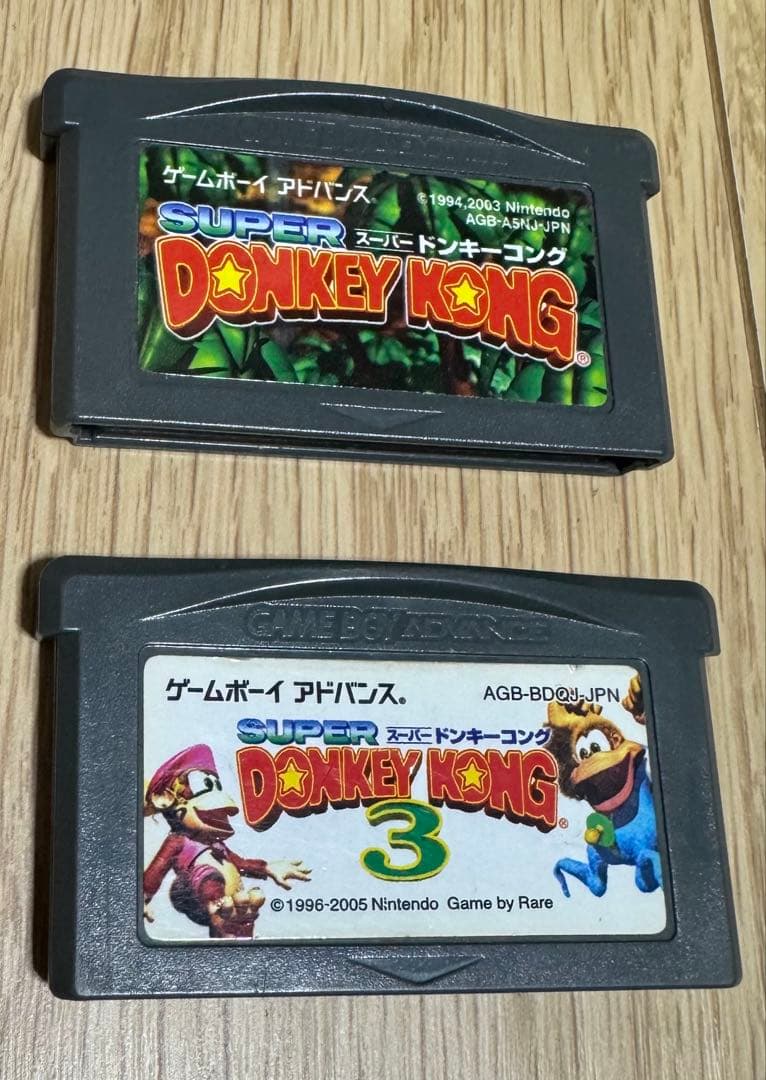 ゲームボーイ アドバンス®
©1994,2003 Nintendo
AGB-A5NJ-JPN
SUPER スーパードンキーコング
DONKEY KONG®
GAME BOY ADVANCE
ゲームボーイ アドバンス®
AGB-BDQJ-JPN
SUPER スーパードンキーコング
DONKEY KONG®
3
©1996-2005 Nintendo Game by Rare